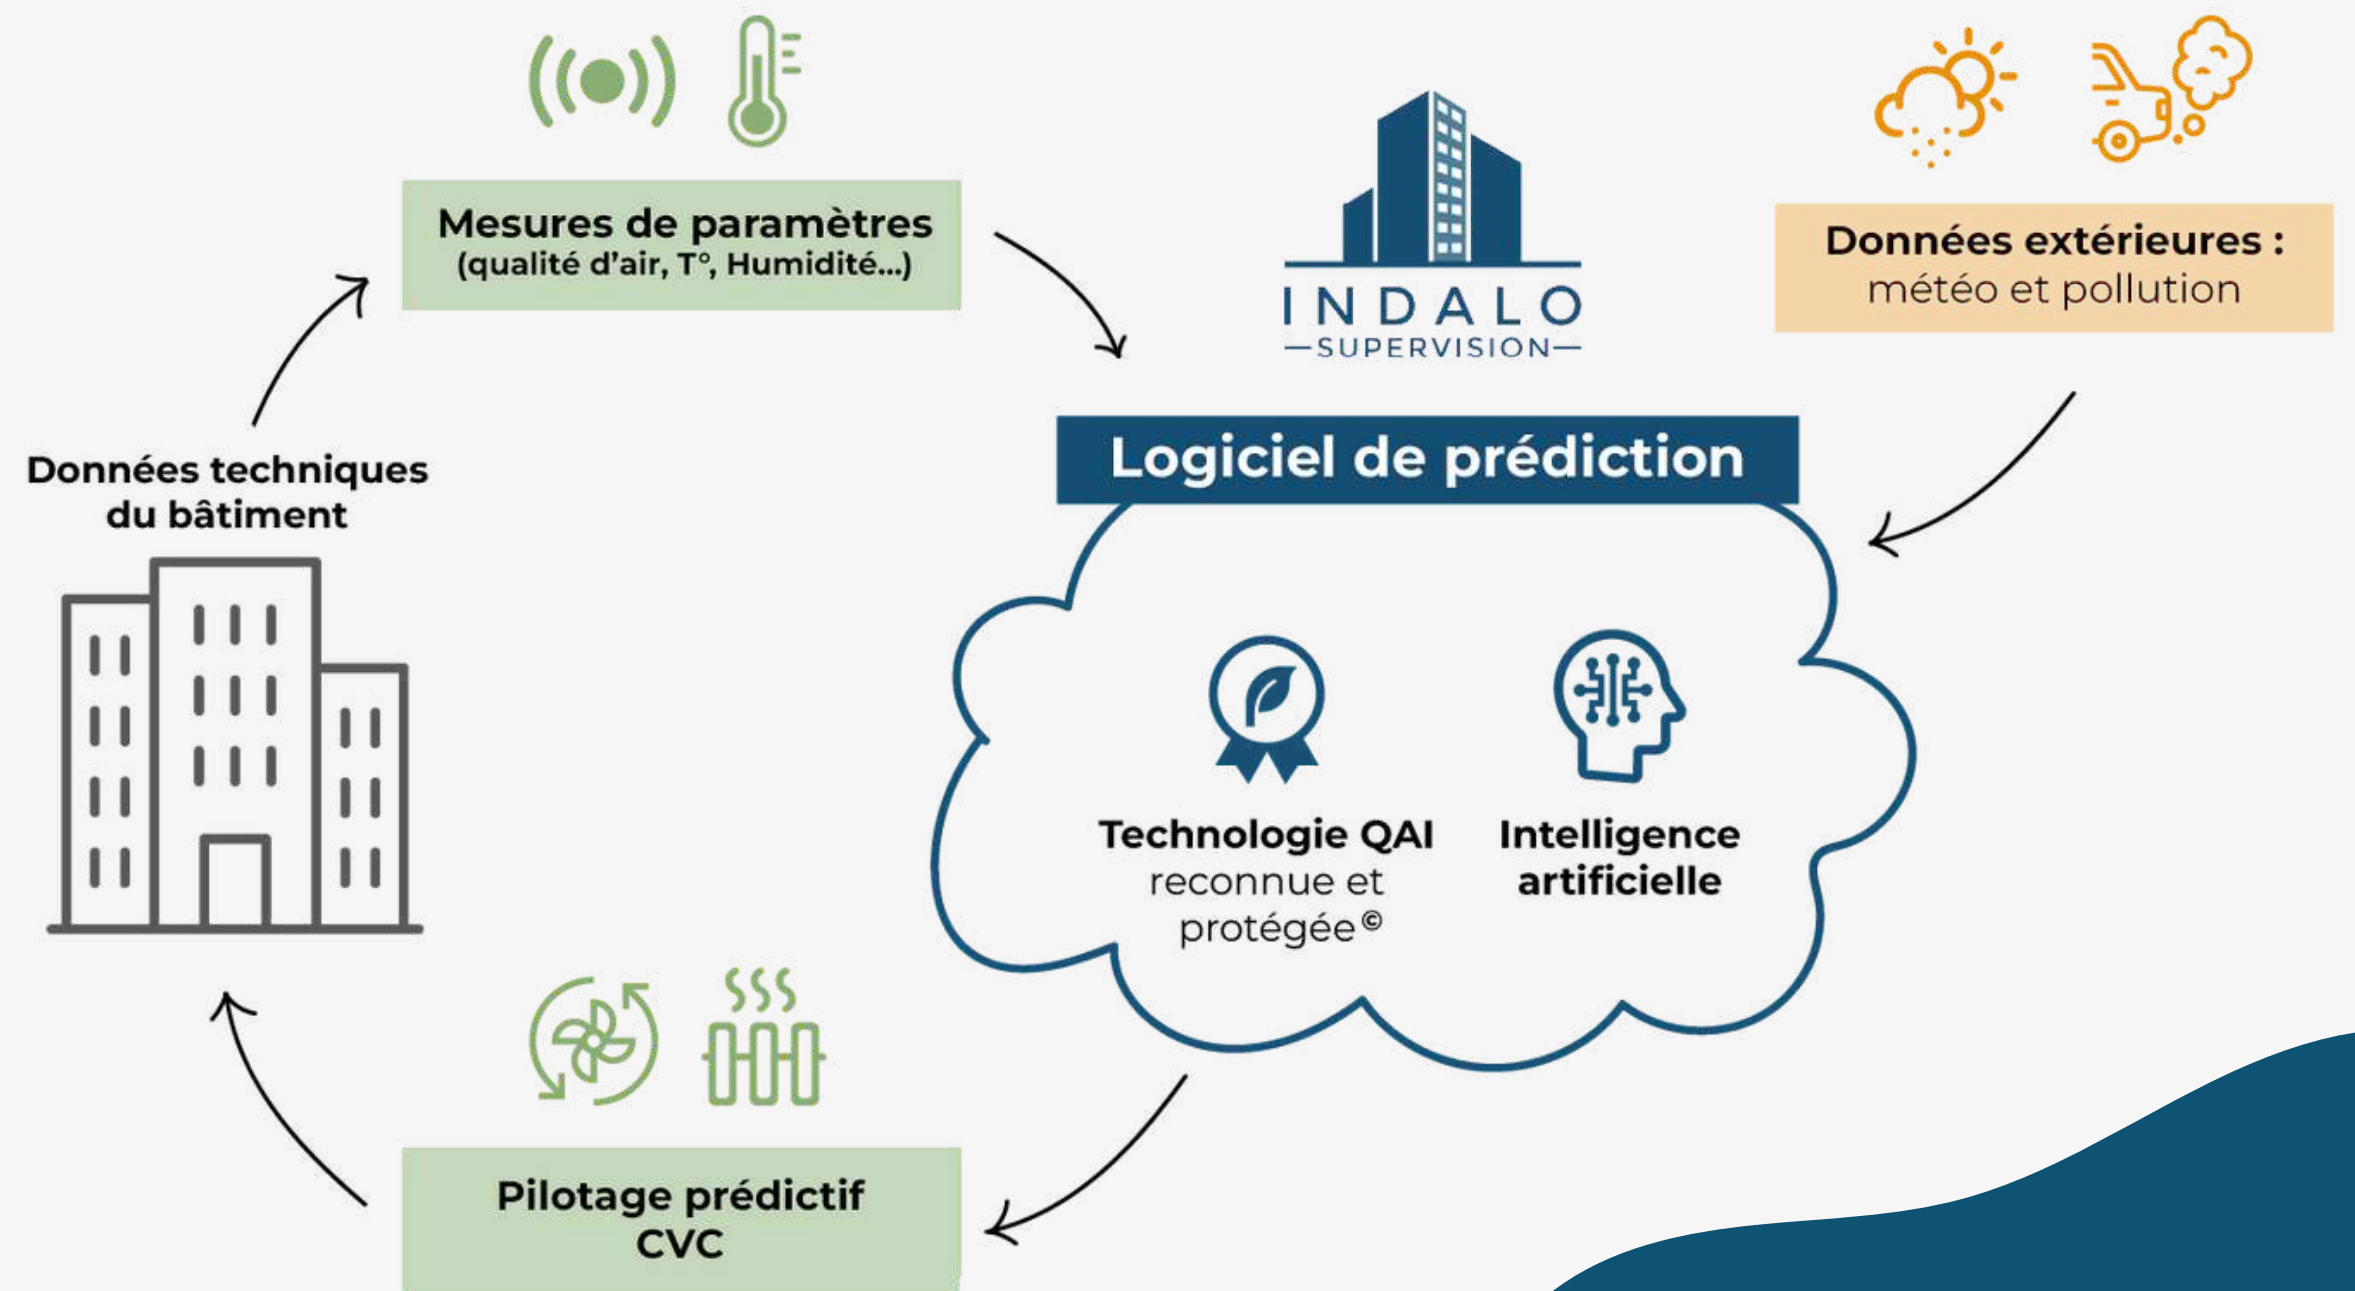 Mesures de paramètres
(qualité d'air, T°, Humidité...)
INDALO
—SUPERVISION—
Données extérieures :
météo et pollution
Données techniques
du bâtiment
Logiciel de prédiction
Technologie QAI
reconnue et
protégée©
Intelligence
artificielle
Pilotage prédictif
CVC